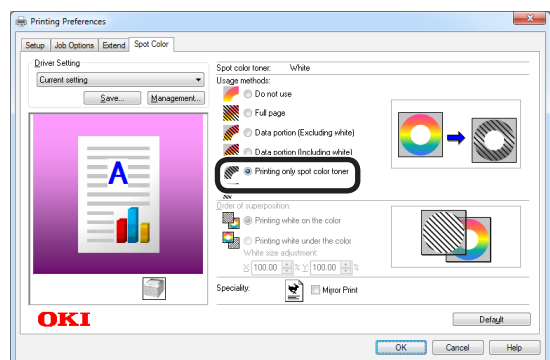 Printing Preferences
Setup Job Options Extend Spot Color
Driver Setting
Current setting
Save... Management...
A
OKI
Spot color toner: White
Usage methods:
Do not use
Full page
Data portion (Excluding white)
Data portion (Including white)
Printing only spot color toner
Order of superposition:
Printing white on the color
Printing white under the color
White size adjustment:
X 100.00 % Y 100.00 %
Speciality: Mirror Print
Default
OK Cancel Help